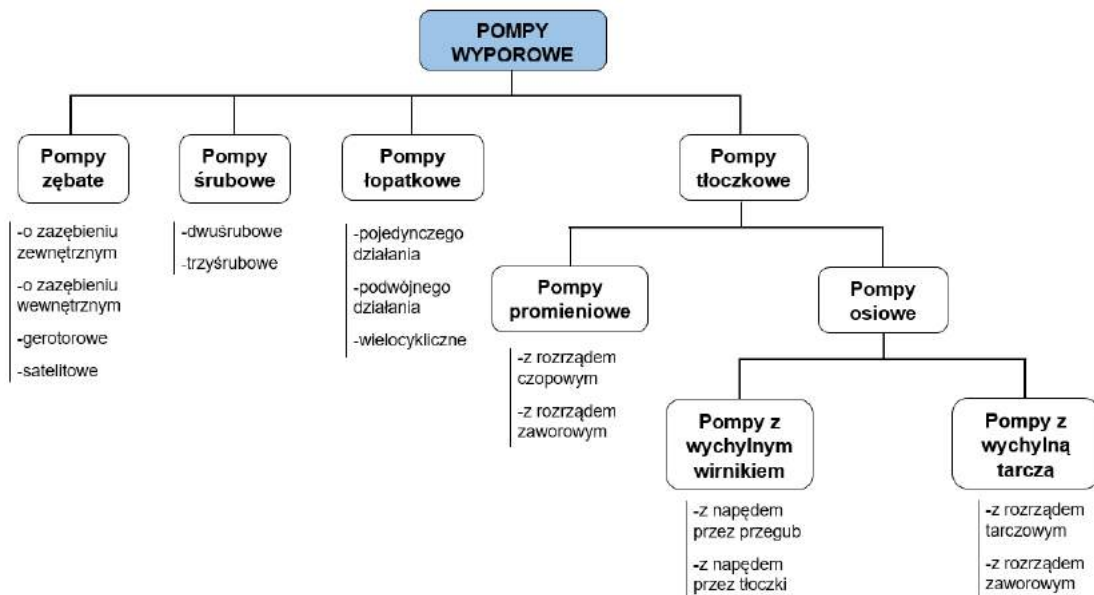 POMPY
WYPOROWE
Pompy
zębate
-o zazębieniu
zewnętrznym
-o zazębieniu
wewnętrznym
-gerotorowe
-satelitowe
Pompy
śrubowe
-dwuśrubowe
-trzyśrubowe
Pompy
łopatkowe
-pojedynczego
działania
-podwójnego
działania
-wielocykliczne
Pompy
tłoczkowe
Pompy
promieniowe
-z rozrządem
czopowym
-z rozrządem
zaworowym
Pompy
osiowe
Pompy z
wychylnym
wirnikiem
-z napędem
przez przegub
-z napędem
przez tłoczki
Pompy z
wychylną
tarczą
-z rozrządem
tarczowym
-z rozrządem
zaworowym